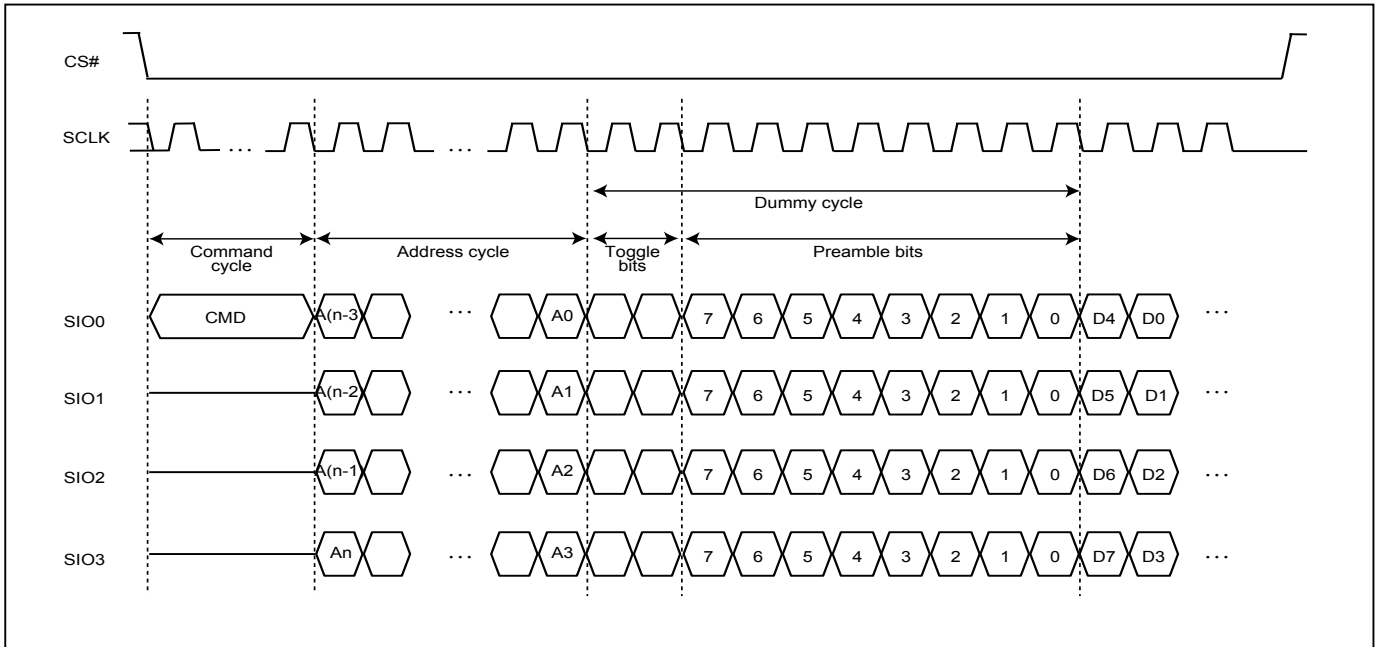 CS#
SCLK ... ...
Dummy cycle
Command cycle Address cycle Toggle bits Preamble bits
SIO0 CMD A(n-3) ... A0 7 6 5 4 3 2 1 0 D4 D0 ...
SIO1 A(n-2) ... A1 7 6 5 4 3 2 1 0 D5 D1 ...
SIO2 A(n-1) ... A2 7 6 5 4 3 2 1 0 D6 D2 ...
SIO3 An ... A3 7 6 5 4 3 2 1 0 D7 D3 ...